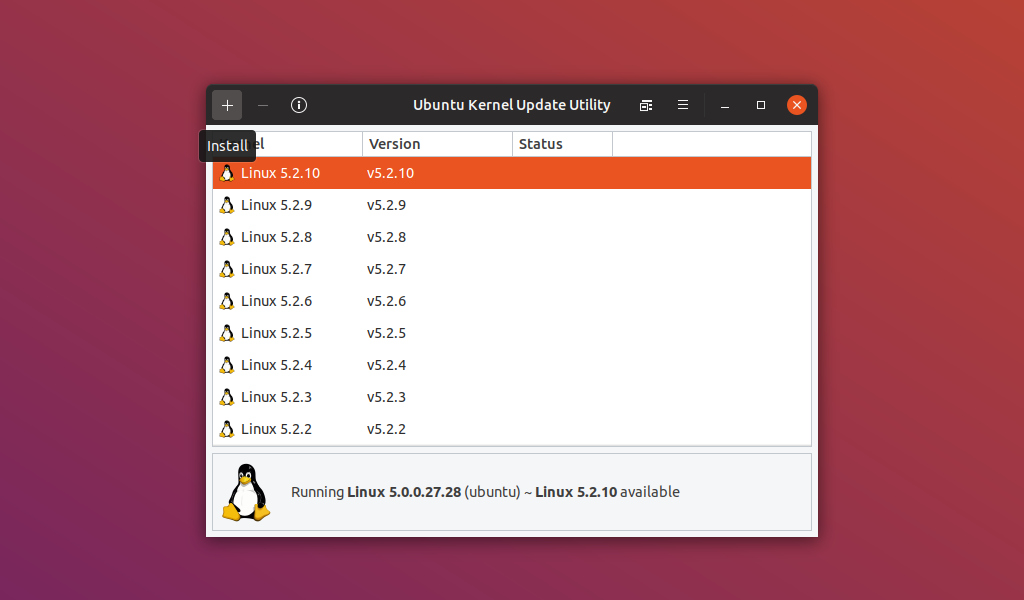 Ubuntu Kernel Update Utility
Install
el Version Status
Linux 5.2.10 v5.2.10
Linux 5.2.9 v5.2.9
Linux 5.2.8 v5.2.8
Linux 5.2.7 v5.2.7
Linux 5.2.6 v5.2.6
Linux 5.2.5 v5.2.5
Linux 5.2.4 v5.2.4
Linux 5.2.3 v5.2.3
Linux 5.2.2 v5.2.2
Running Linux 5.0.0.27.28 (ubuntu) ~ Linux 5.2.10 available